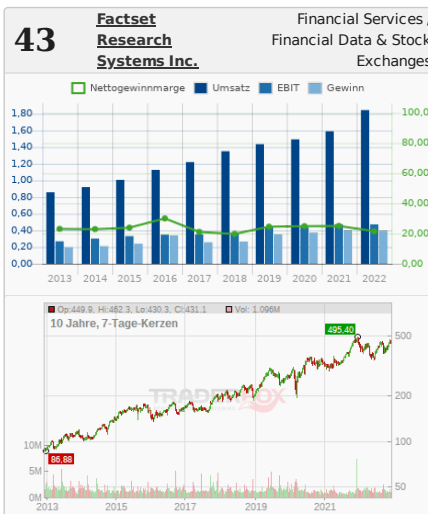 43
Factset
Research
Systems Inc.
Financial Services,
Financial Data & Stock
Exchanges
Nettogewinnmarge Umsatz EBIT Gewinn
1,80
1,60
1,40
1,20
1,00
0,80
0,60
0,40
0,20
0,00
100,0
80,00
60,00
40,00
20,00
0,00
2013 2014 2015 2016 2017 2018 2019 2020 2021 2022
Op:449.9, Hi:462.3, Lo:430.3, Cl:431.1 Vol: 1.096M
10 Jahre, 7-Tage-Kerzen
495,40
500
200
100
50
10M
5M
0M
86,88
2013 2015 2017 2019 2021